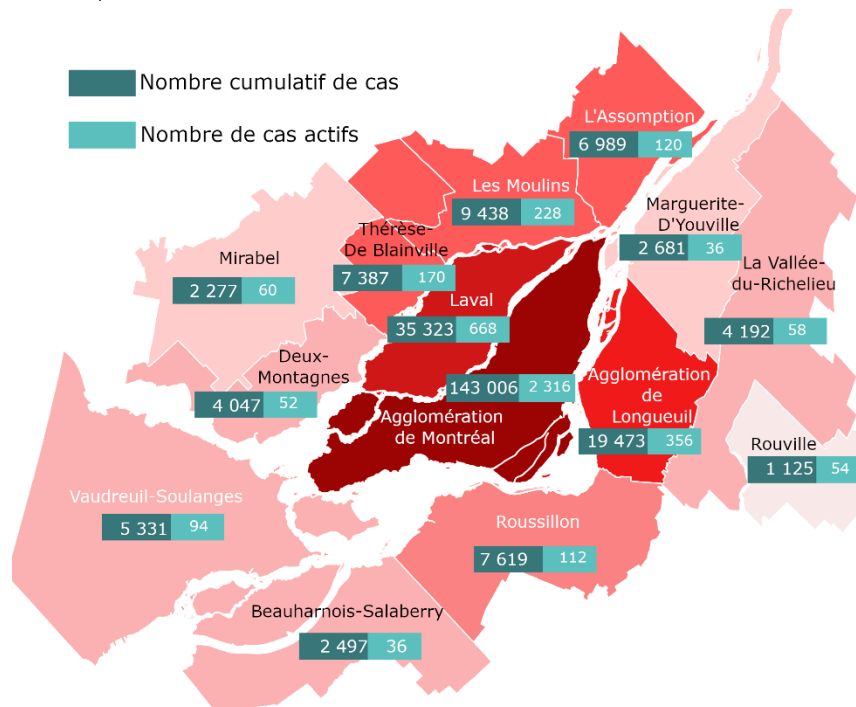 Nombre cumulatif de cas
Nombre de cas actifs
L'Assomption
6 989 120
Les Moulins
9 438 228
Marguerite-
D'Youville
2 681 36
Thérèse-
De Blainville
7 387 170
Mirabel
2 277 60
La Vallée-
du-Richelieu
4 192 58
Laval
35 323 668
Deux-
Montagnes
4 047 52
143 006 2 316
Agglomération
de Montréal
Agglomération
de
Longueuil
19 473 356
Rouville
1 125 54
Vaudreuil-Soulanges
5 331 94
Roussillon
7 619 112
Beauharnois-Salaberry
2 497 36